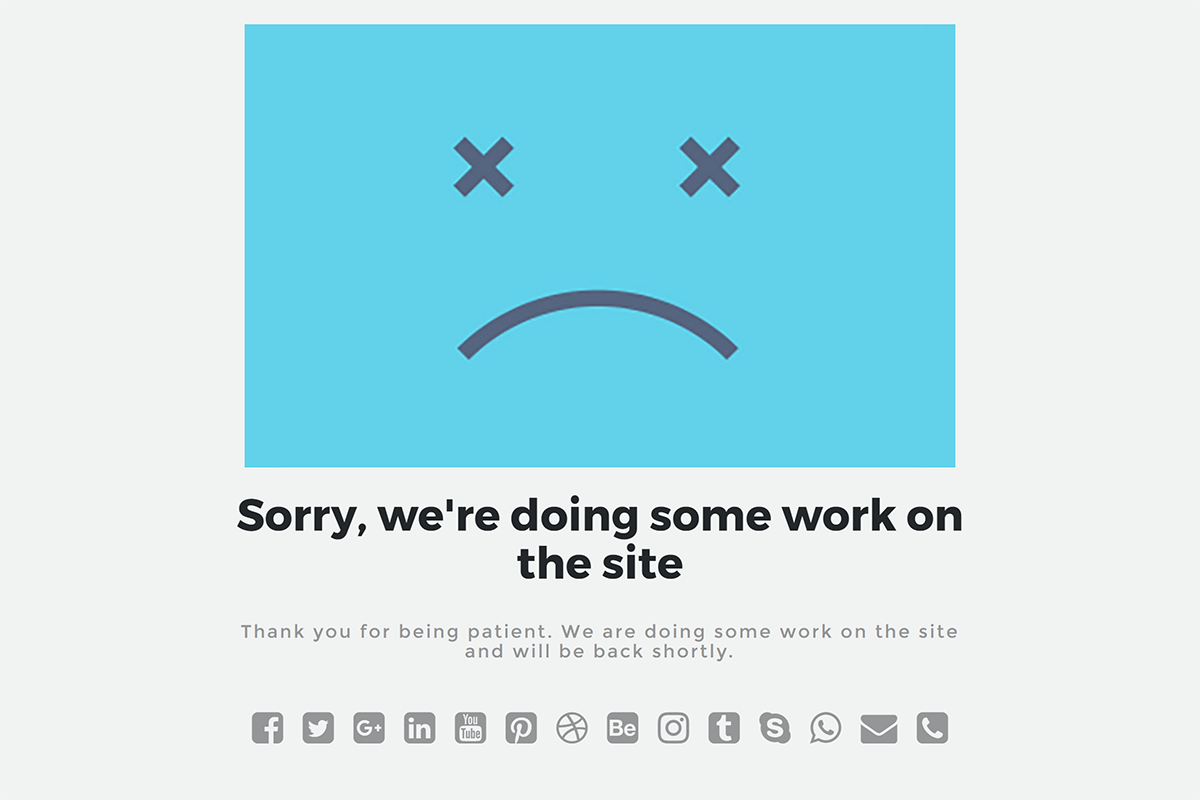 Sorry, we're doing some work on
the site
Thank you for being patient. We are doing some work on the site
and will be back shortly.
G+ in You Tube Be t S